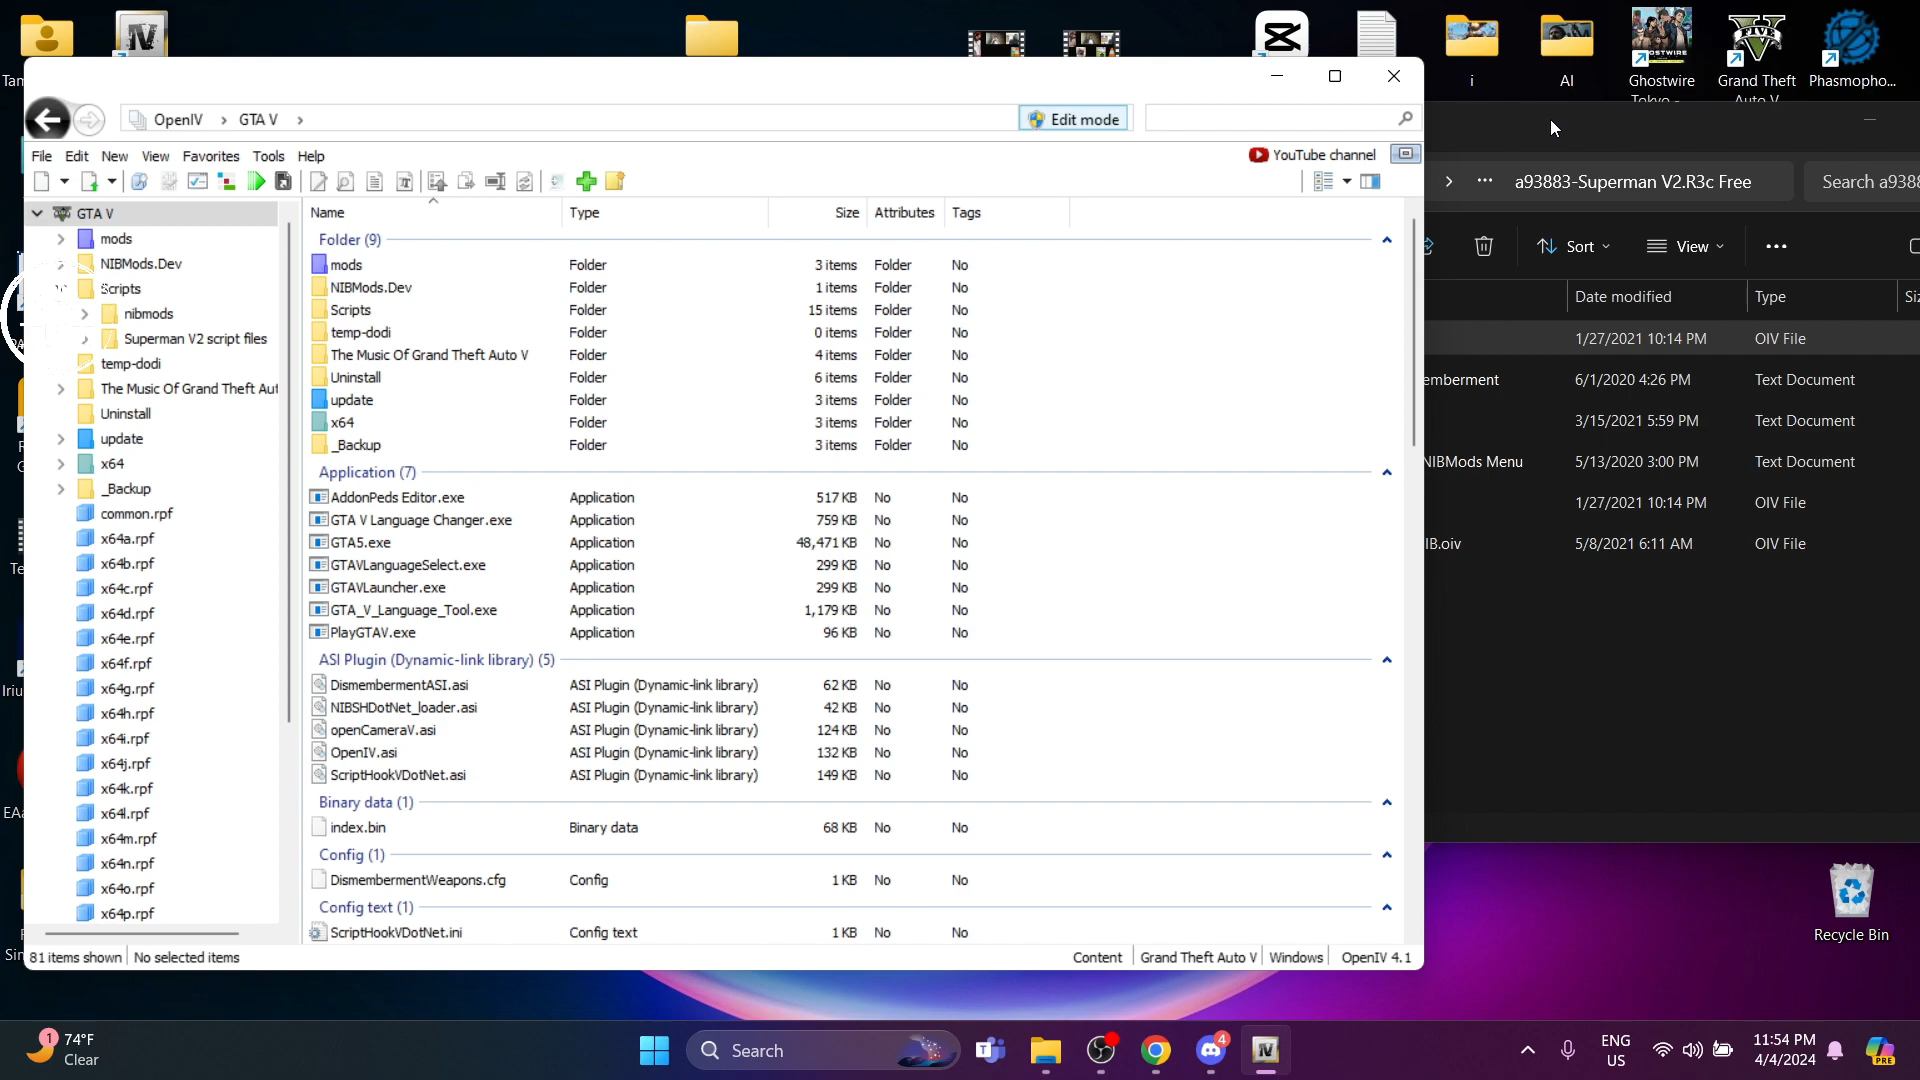 Tam
i
AI
Ghostwire
Tokyo -
Grand Theft
Auto V
Phasmopho...
OpenIV
GTA V
Edit mode
File Edit New View Favorites Tools Help
YouTube channel
GTA V
mods
NIBMods.Dev
Scripts
nibmods
Superman V2 script files
temp-dodi
The Music Of Grand Theft Aut
Uninstall
update
x64
_Backup
common.rpf
x64a.rpf
x64b.rpf
x64c.rpf
x64d.rpf
x64e.rpf
x64f.rpf
x64g.rpf
x64h.rpf
x64i.rpf
x64j.rpf
x64k.rpf
x64l.rpf
x64m.rpf
x64n.rpf
x64o.rpf
x64p.rpf
Name Type Size Attributes Tags
Folder (9)
mods Folder 3 items Folder No
NIBMods.Dev Folder 1 items Folder No
Scripts Folder 15 items Folder No
temp-dodi Folder 0 items Folder No
The Music Of Grand Theft Auto V Folder 4 items Folder No
Uninstall Folder 6 items Folder No
update Folder 3 items Folder No
x64 Folder 3 items Folder No
_Backup Folder 3 items Folder No
Application (7)
AddonPeds Editor.exe Application 517 KB No No
GTA V Language Changer.exe Application 759 KB No No
GTA5.exe Application 48,471 KB No No
GTAVLanguageSelect.exe Application 299 KB No No
GTAVLauncher.exe Application 299 KB No No
GTA_V_Language_Tool.exe Application 1,179 KB No No
PlayGTAV.exe Application 96 KB No No
ASI Plugin (Dynamic-link library) (5)
DismembermentASI.asi ASI Plugin (Dynamic-link library) 62 KB No No
NIBSHDotNet_loader.asi ASI Plugin (Dynamic-link library) 42 KB No No
openCameraV.asi ASI Plugin (Dynamic-link library) 124 KB No No
OpenIV.asi ASI Plugin (Dynamic-link library) 132 KB No No
ScriptHookVDotNet.asi ASI Plugin (Dynamic-link library) 149 KB No No
Binary data (1)
index.bin Binary data 68 KB No No
Config (1)
DismembermentWeapons.cfg Config 1 KB No No
Config text (1)
ScriptHookVDotNet.ini Config text 1 KB No No
81 items shown No selected items
Content Grand Theft Auto V Windows OpenIV 4.1
... a93883-Superman V2.R3c Free
Search a9388
Sort View ...
Date modified Type Siz
1/27/2021 10:14 PM OIV File
emberment 6/1/2020 4:26 PM Text Document
3/15/2021 5:59 PM Text Document
NIBMods Menu 5/13/2020 3:00 PM Text Document
1/27/2021 10:14 PM OIV File
IB.oiv 5/8/2021 6:11 AM OIV File
R
G
Te
Iriu
EAa
Sin
Recycle Bin
1
74°F
Clear
Search
4
ENG
US
11:54 PM
4/4/2024
PRE